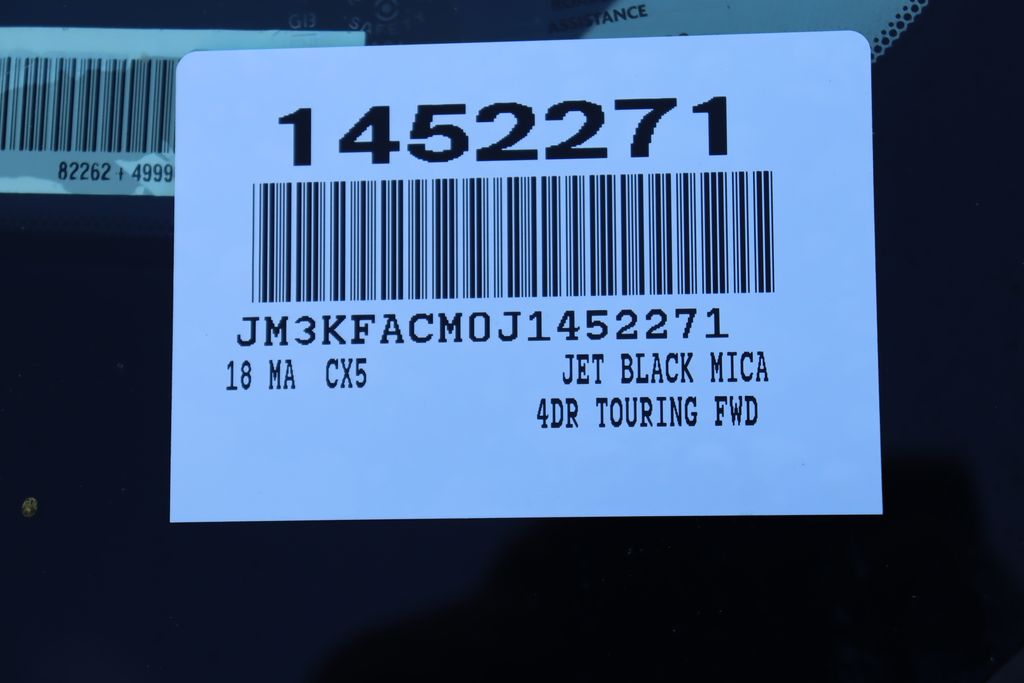 ASSISTANCE
1452271
82262 + 4999
JM3KFACM0J1452271
18 MA CX5
JET BLACK MICA
4DR TOURING FWD